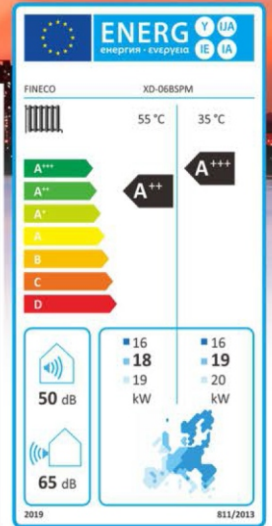 ENERG Y UA
енергия · ενεργεια IE IA
FINECO XD-06BSPM
55 °C 35 °C
A+++
A++
A+
A
B
C
D
A++
A+++
50 dB
65 dB
16 16
18 19
19 20
kW kW
2019 811/2013